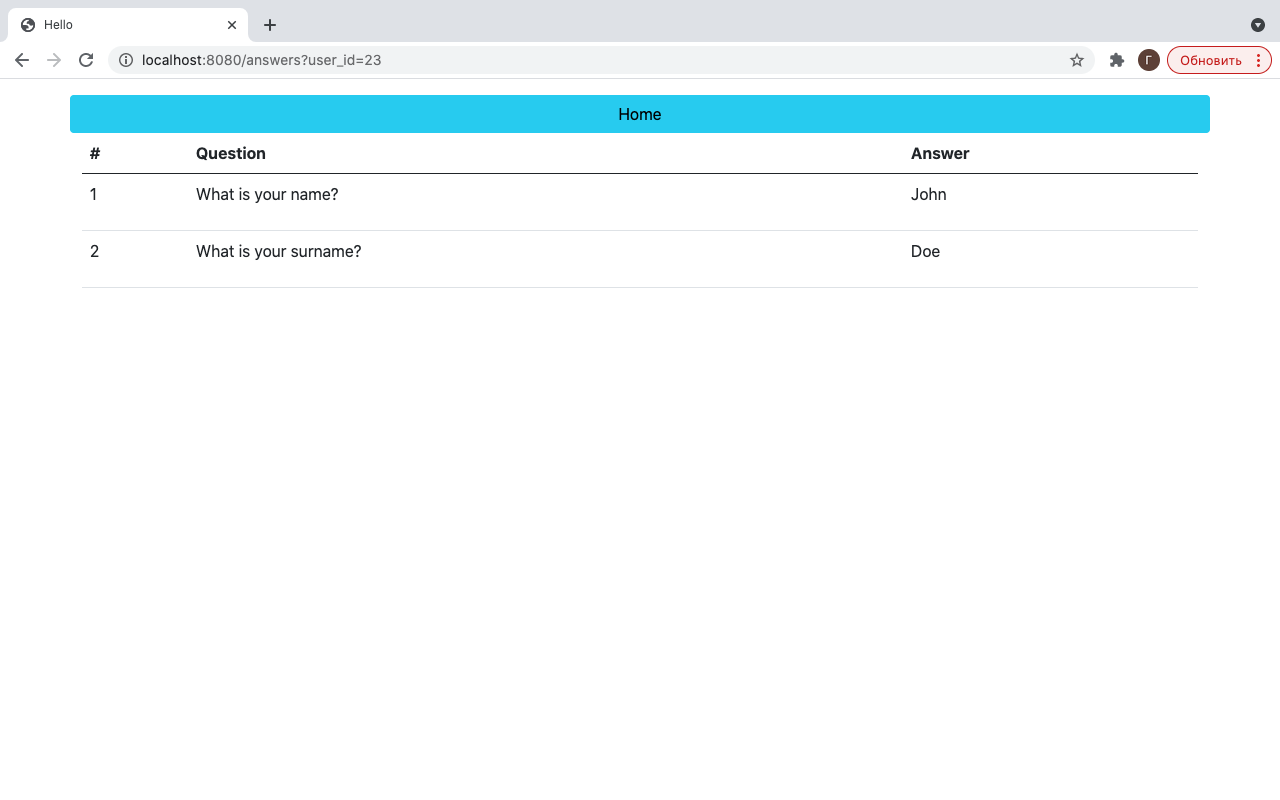 Hello
localhost:8080/answers?user_id=23
Г
Обновить
Home
# Question Answer
1 What is your name? John
2 What is your surname? Doe